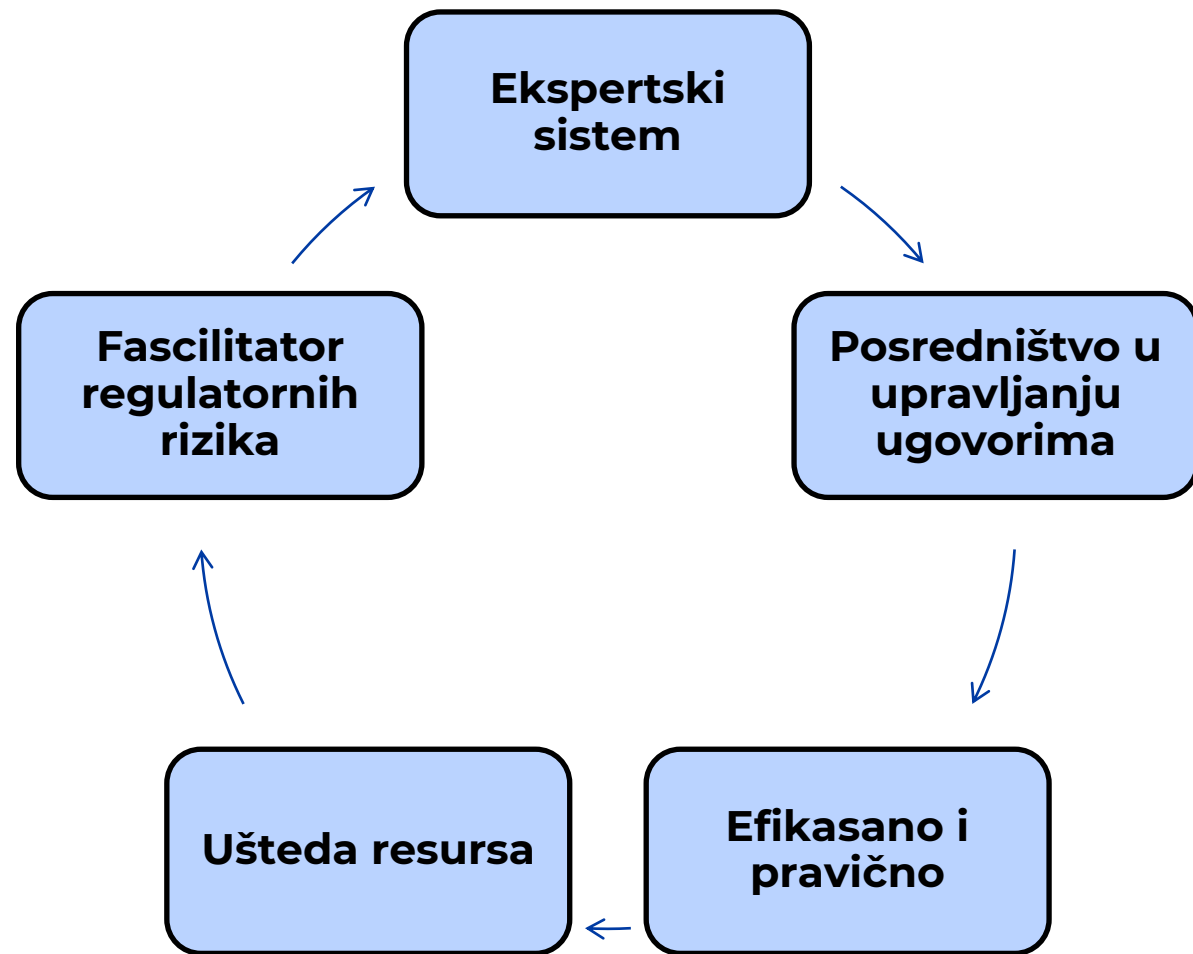 Ekspertski
sistem
Posredništvo u
upravljanju
ugovorima
Efikasano i
pravično
Ušteda resursa
Fascilitator
regulatornih
rizika